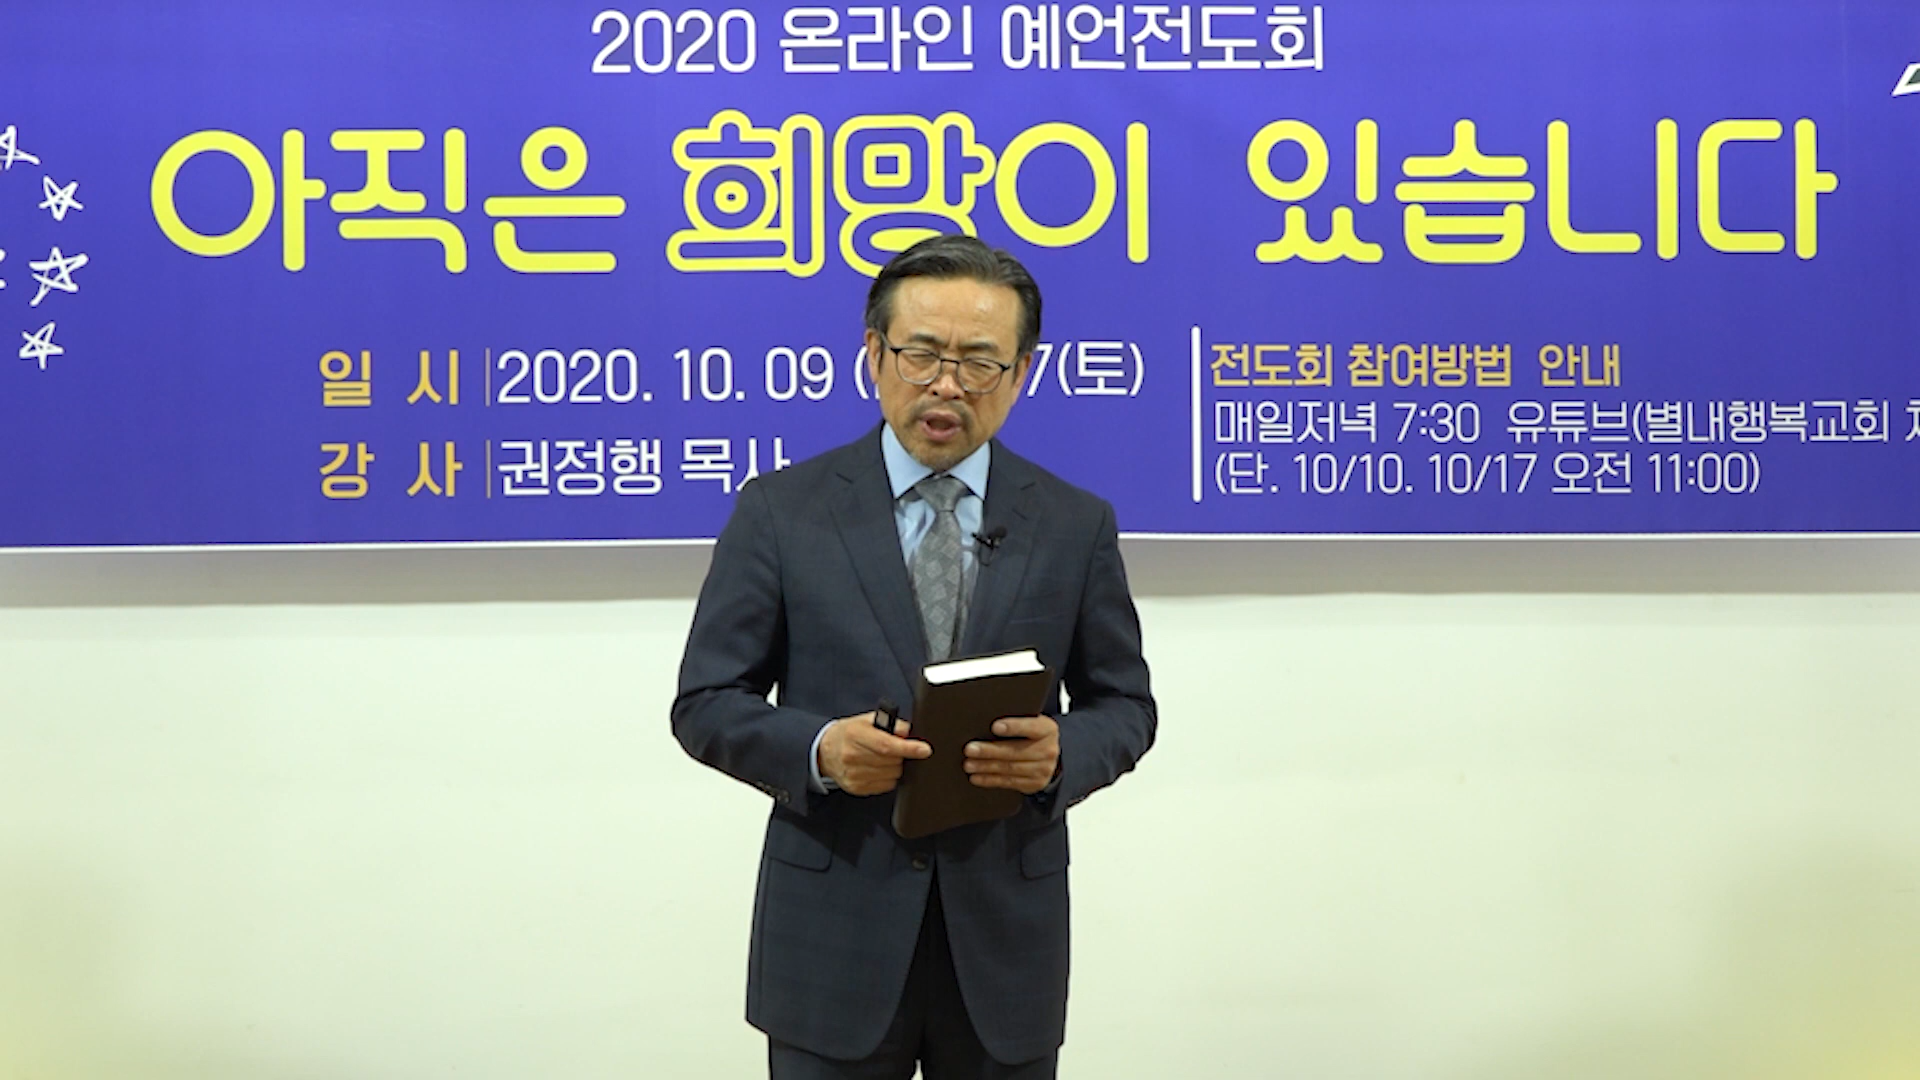 2020 온라인 예언전도회
아직은 희망이 있습니다
일 시 2020. 10. 09 ( 7(토)
강 사 권정행 목사
전도회 참여방법 안내
매일저녁 7:30 유튜브(별내행복교회
(단. 10/10. 10/17 오전 11:00)